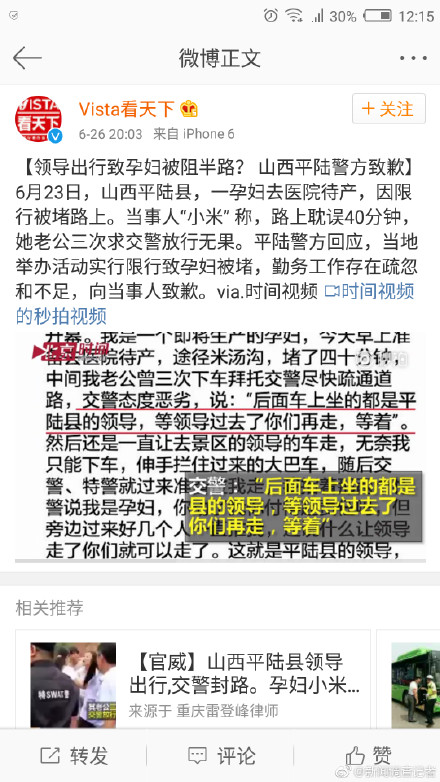 30% 12:15
微博正文
VISTA
看天下
Vista看天下
+ 关注
6-26 20:03 来自 iPhone 6
【领导出行致孕妇被阻半路？ 山西平陆警方致歉】
6月23日，山西平陆县，一孕妇去医院待产，因限
行被堵路上。当事人“小米” 称，路上耽误40分钟，
她老公三次求交警放行无果。平陆警方回应，当地
举办活动实行限行致孕妇被堵，勤务工作存在疏忽
和不足，向当事人致歉。via.时间视频 时间视频
的秒拍视频
开幕。我是一个即将生产的孕妇，今天早上准
医院待产，途径米汤沟，堵了四十分钟，
北京时间
中间我老公曾三次下车拜托交警尽快疏通道
路，交警态度恶劣，说：“后面车上坐的都是平
陆县的领导，等领导过去了你们再走，等着”。
然后还是一直让去景区的领导的车走，无奈我
只能下车，伸手拦住过来的大巴车，随后交
警、特警就过来准
交警：“后面车上坐的都是
县的领导，等领导过去了
你们再走，等着”
警说我是孕妇，你
旁边过来好几个人
什么让领导
走了你们就可以走了。这就是平陆县的领导，
相关推荐
特SWAT警
我老公三
交警放行
【官威】山西平陆县领导
出行,交警封路。孕妇小米...
来源于 重庆雷登峰律师
转发
评论
赞